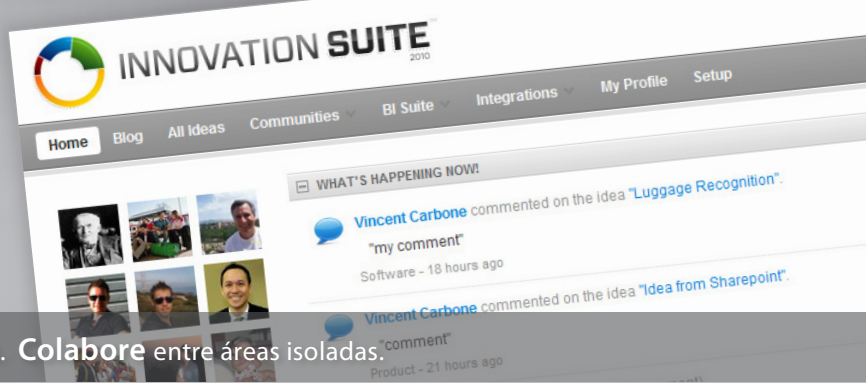 INNOVATION SUITE
2010
Home Blog All Ideas Communities BI Suite Integrations My Profile Setup
WHAT'S HAPPENING NOW!
Vincent Carbone commented on the idea "Luggage Recognition".
"my comment"
Software - 18 hours ago
Vincent Carbone commented on the idea "Idea from Sharepoint".
"comment"
Product - 21 hours ago
. Colabore entre áreas isoladas.